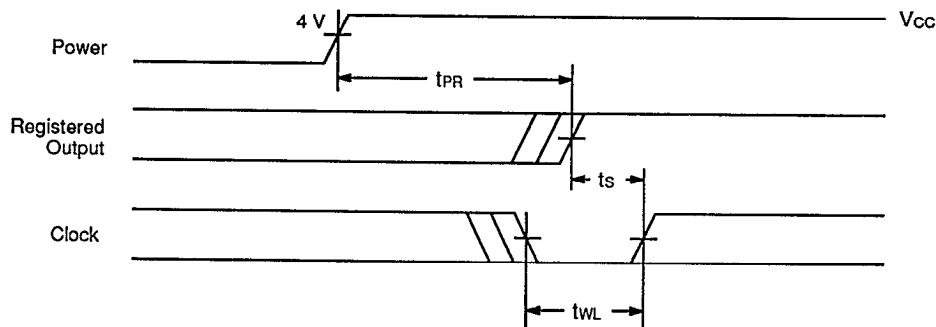 4 V
VCC
Power
tPR
Registered
Output
tS
Clock
tWL